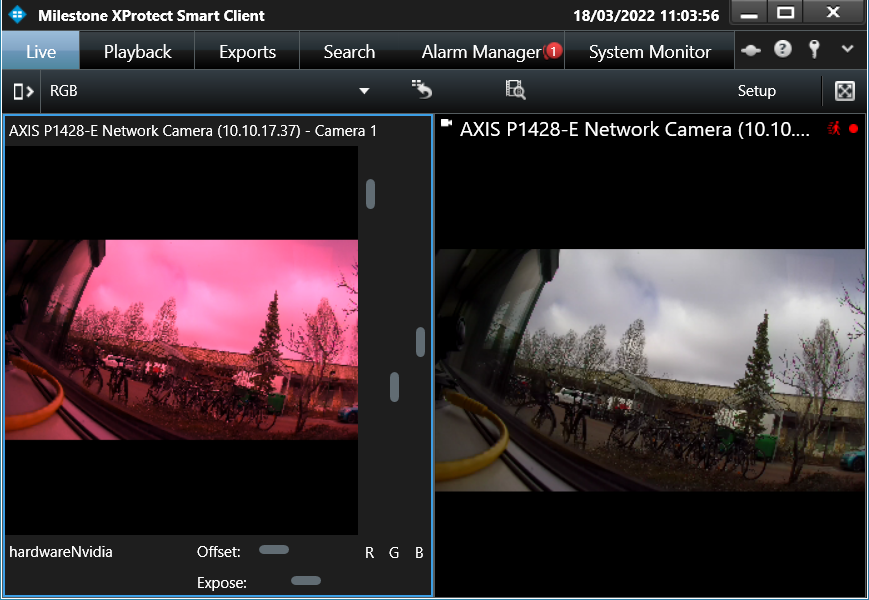 Milestone XProtect Smart Client
18/03/2022 11:03:56
Live
Playback
Exports
Search
Alarm Manager
1
System Monitor
?
RGB
Setup
AXIS P1428-E Network Camera (10.10.17.37) - Camera 1
AXIS P1428-E Network Camera (10.10....
hardwareNvidia
Offset:
R G B
Expose: